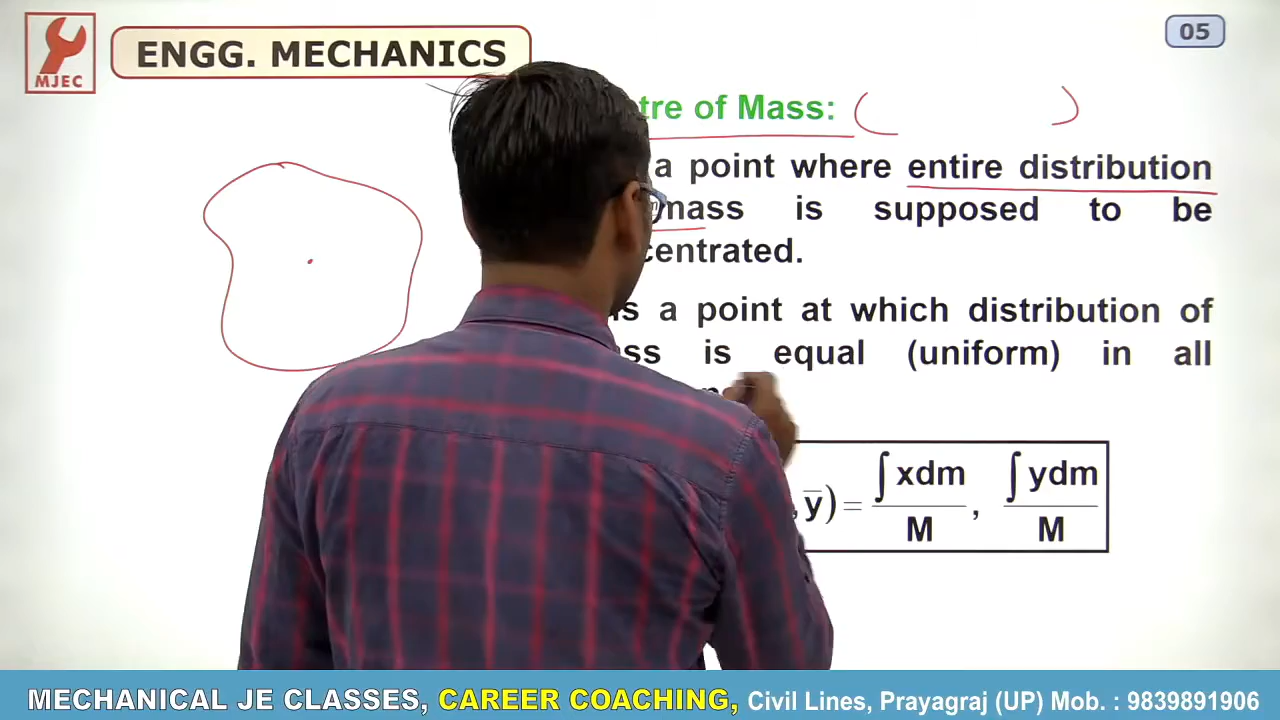 MJEC
ENGG. MECHANICS
05
tre of Mass:
a point where entire distribution
mass is supposed to be
centrated.
is a point at which distribution of
ss is equal (uniform) in all
, y̅) = ∫xdm / M , ∫ydm / M
MECHANICAL JE CLASSES, CAREER COACHING, Civil Lines, Prayagraj (UP) Mob. : 9839891906